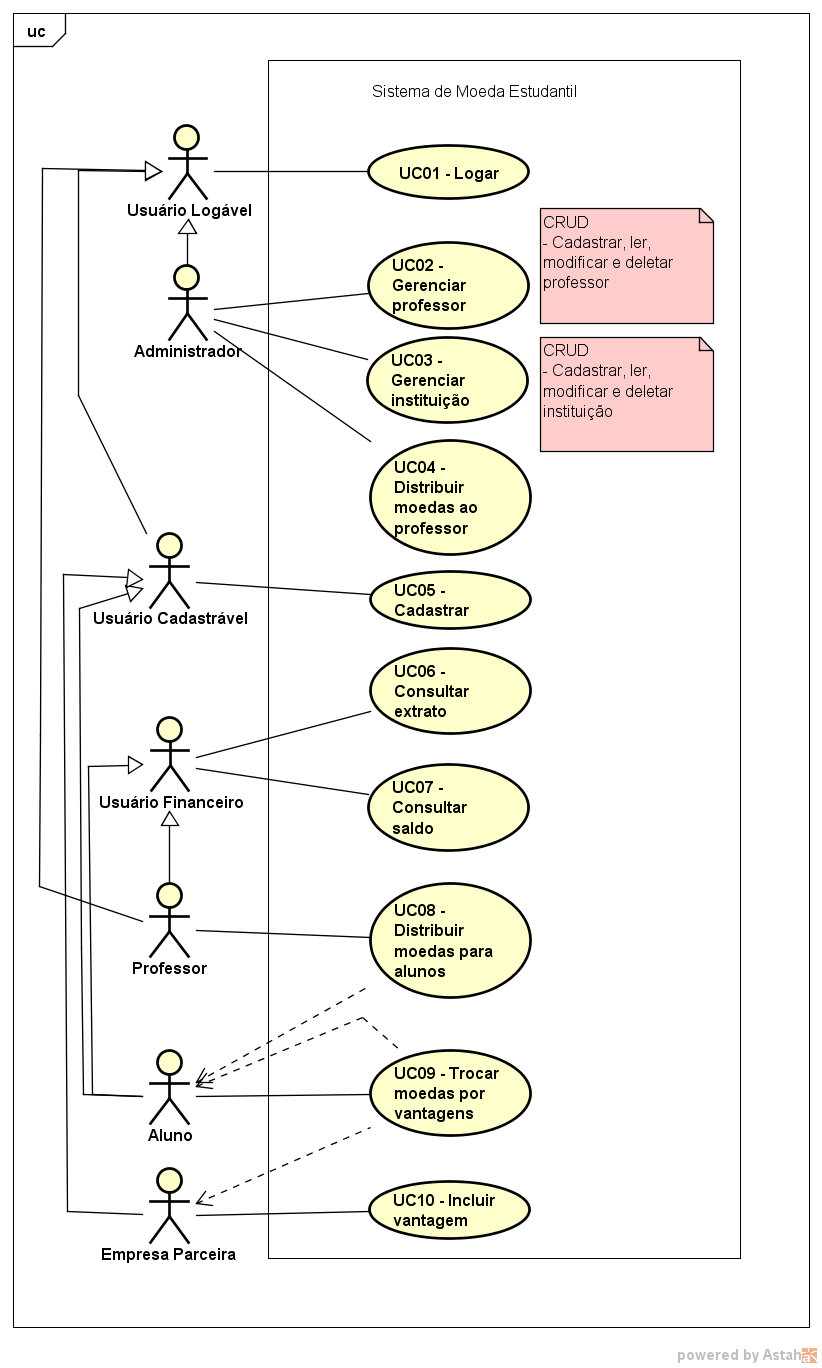 uc
Sistema de Moeda Estudantil
Usuário Logável
UC01 - Logar
Administrador
UC02 -
Gerenciar
professor
CRUD
- Cadastrar, ler,
modificar e deletar
professor
UC03 -
Gerenciar
instituição
CRUD
- Cadastrar, ler,
modificar e deletar
instituição
UC04 -
Distribuir
moedas ao
professor
Usuário Cadastrável
UC05 -
Cadastrar
UC06 -
Consultar
extrato
Usuário Financeiro
UC07 -
Consultar
saldo
Professor
UC08 -
Distribuir
moedas para
alunos
Aluno
UC09 - Trocar
moedas por
vantagens
Empresa Parceira
UC10 - Incluir
vantagem
powered by Astah